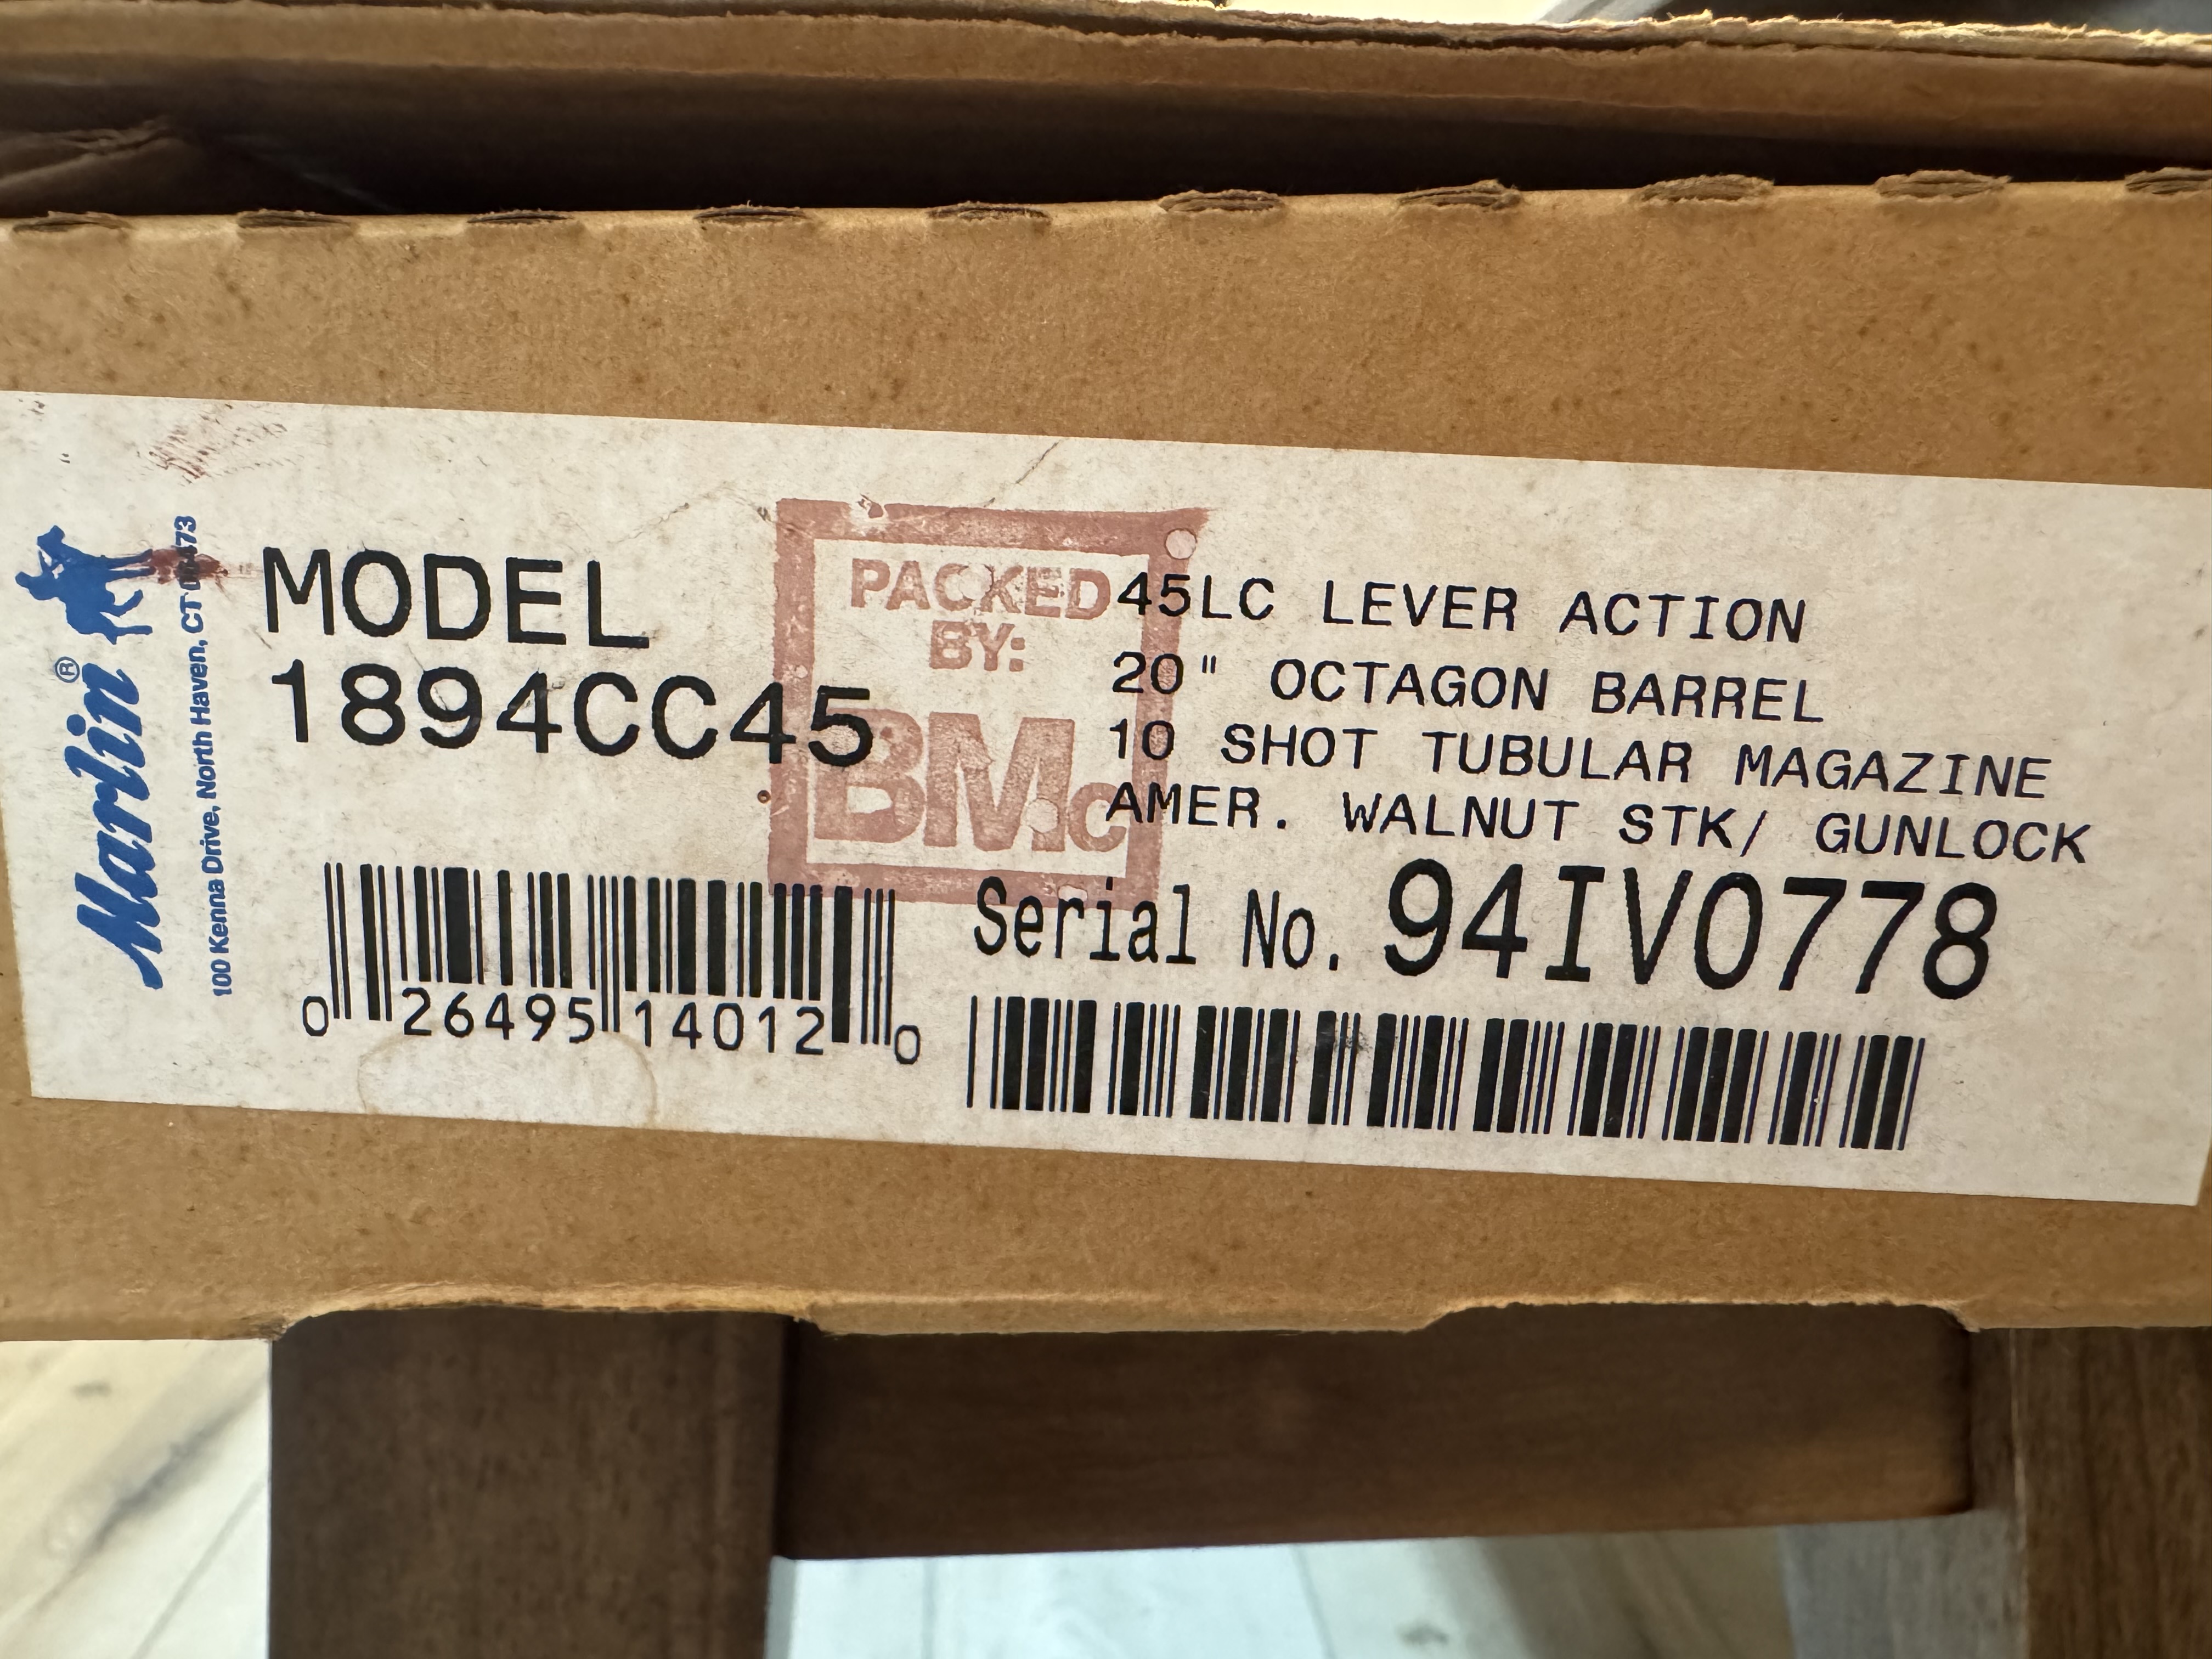 Marlin®
100 Kenna Drive, North Haven, CT
MODEL
1894CC45
PACKED
BY:
BMc
45LC LEVER ACTION
20" OCTAGON BARREL
10 SHOT TUBULAR MAGAZINE
AMER. WALNUT STK/ GUNLOCK
Serial No. 94IV0778
0 26495 14012 0